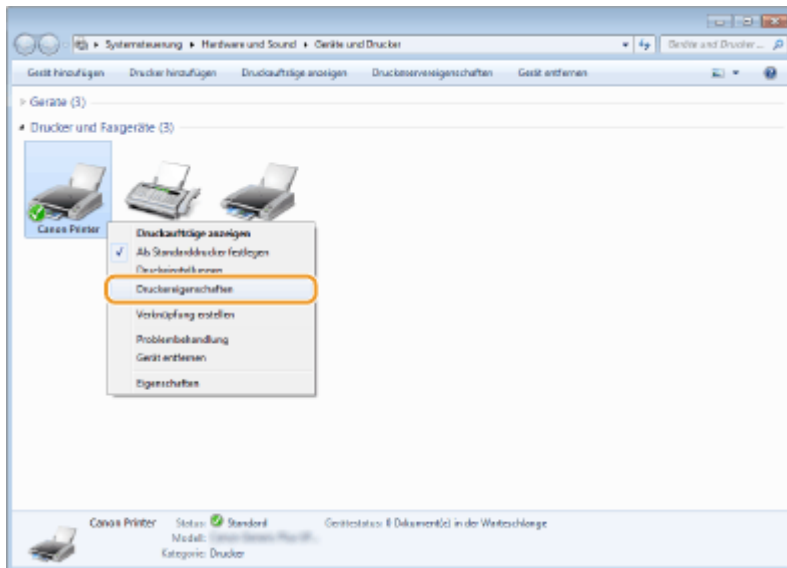 Systemsteuerung ▸ Hardware und Sound ▸ Geräte und Drucker
Geräte und Drucker ...
Gerät hinzufügen Drucker hinzufügen Druckaufträge anzeigen Druckerservereigenschaften Gerät entfernen
Geräte (3)
Drucker und Faxgeräte (3)
Canon Printer
Druckaufträge anzeigen
Als Standarddrucker festlegen
Druckeinstellungen
Druckereigenschaften
Verknüpfung erstellen
Problembehandlung
Gerät entfernen
Eigenschaften
Canon Printer Status: Standard Gerätestatus: 0 Dokument(e) in der Warteschlange
Modell:
Kategorie: Drucker